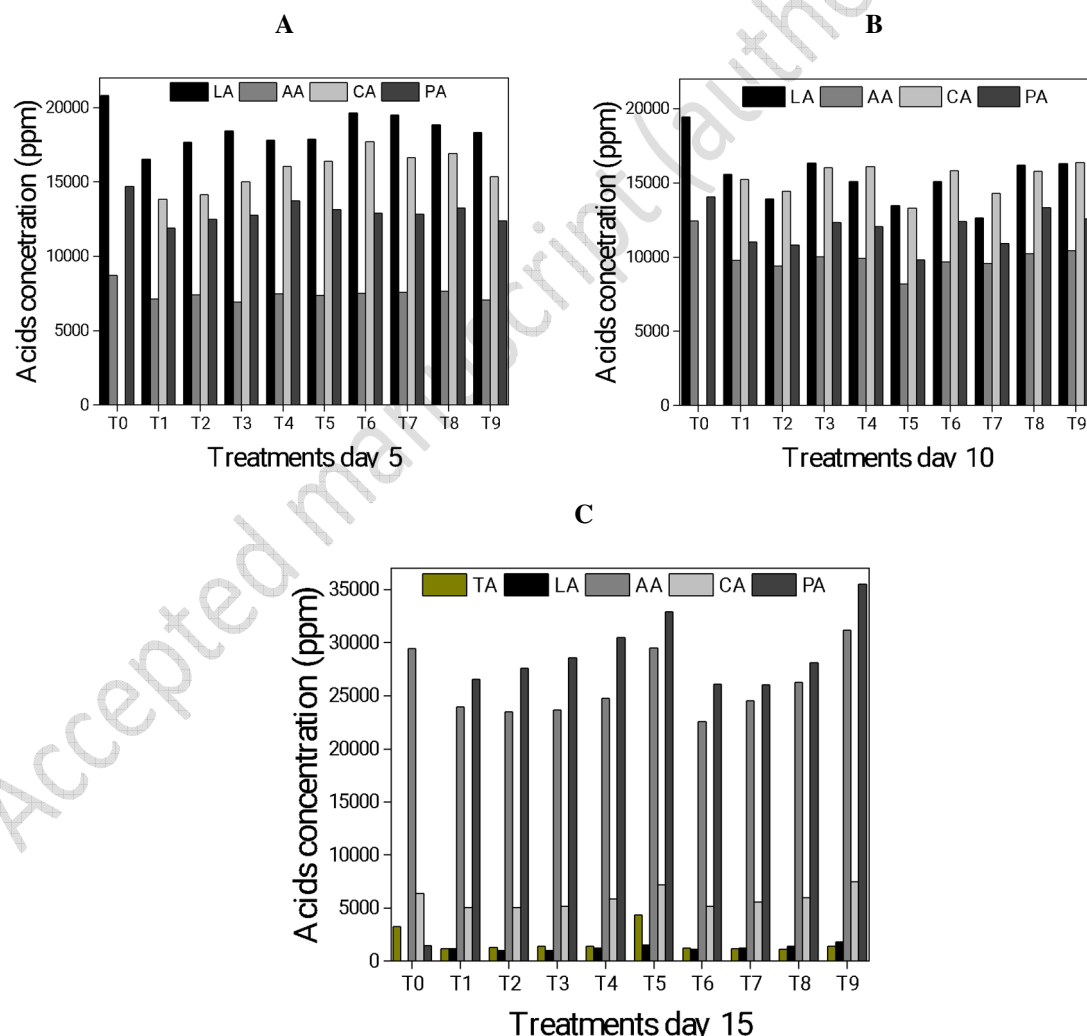 A
LA AA CA PA
Acids concetration (ppm)
20000
15000
10000
5000
0
T0 T1 T2 T3 T4 T5 T6 T7 T8 T9
Treatments day 5
B
LA AA CA PA
Acids concetration (ppm)
20000
15000
10000
5000
0
T0 T1 T2 T3 T4 T5 T6 T7 T8 T9
Treatments day 10
C
TA LA AA CA PA
Acids concentration (ppm)
35000
30000
25000
20000
15000
10000
5000
0
T0 T1 T2 T3 T4 T5 T6 T7 T8 T9
Treatments day 15
Accepted manuscript (autho